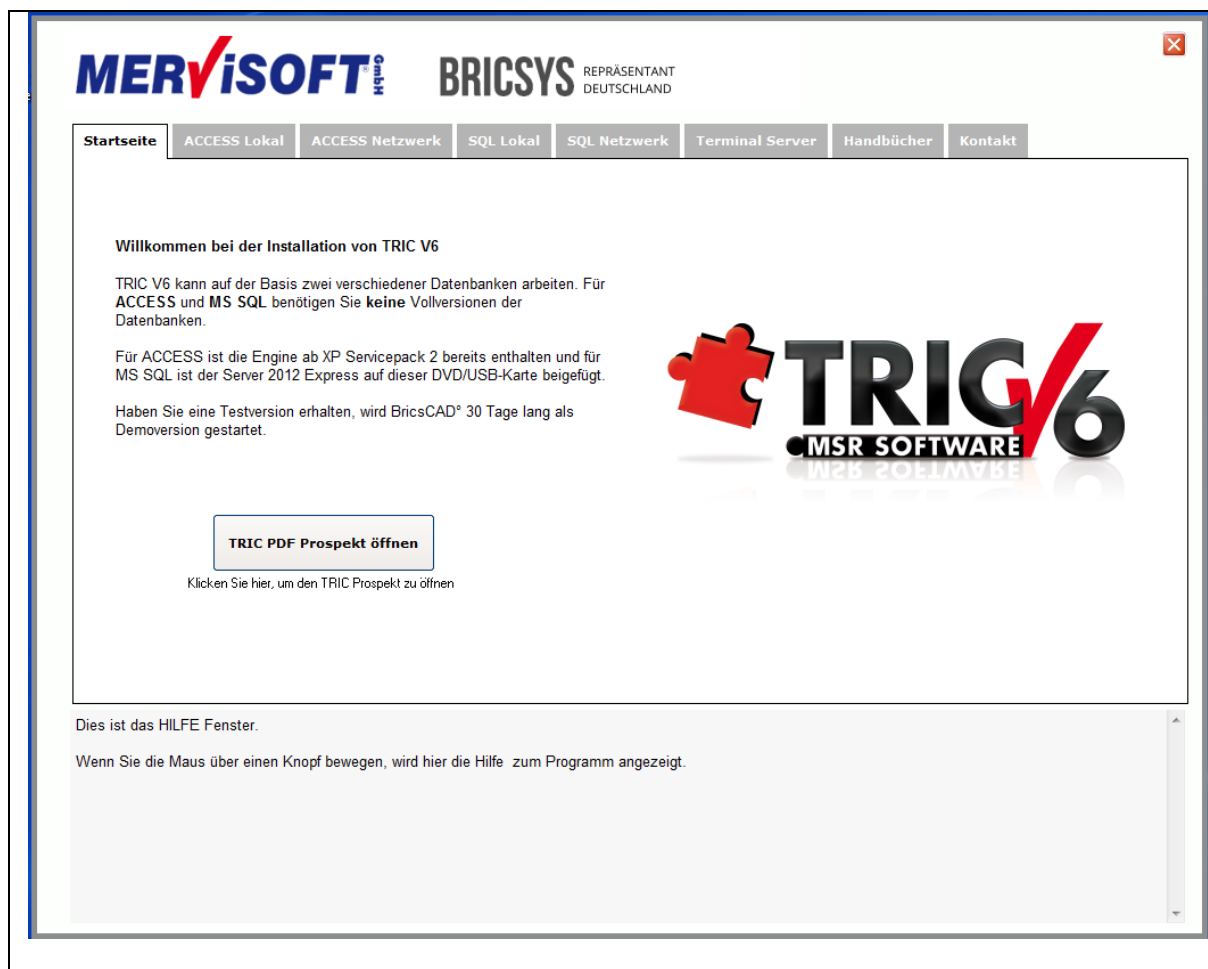 MERViSOFT GmbH
BRICSYS REPRÄSENTANT
DEUTSCHLAND
Startseite ACCESS Lokal ACCESS Netzwerk SQL Lokal SQL Netzwerk Terminal Server Handbücher Kontakt
Willkommen bei der Installation von TRIC V6
TRIC V6 kann auf der Basis zwei verschiedener Datenbanken arbeiten. Für
ACCESS und MS SQL benötigen Sie keine Vollversionen der
Datenbanken.
Für ACCESS ist die Engine ab XP Servicepack 2 bereits enthalten und für
MS SQL ist der Server 2012 Express auf dieser DVD/USB-Karte beigefügt.
Haben Sie eine Testversion erhalten, wird BricsCAD° 30 Tage lang als
Demoversion gestartet.
TRIC V6
MSR SOFTWARE
TRIC PDF Prospekt öffnen
Klicken Sie hier, um den TRIC Prospekt zu öffnen
Dies ist das HILFE Fenster.
Wenn Sie die Maus über einen Knopf bewegen, wird hier die Hilfe zum Programm angezeigt.